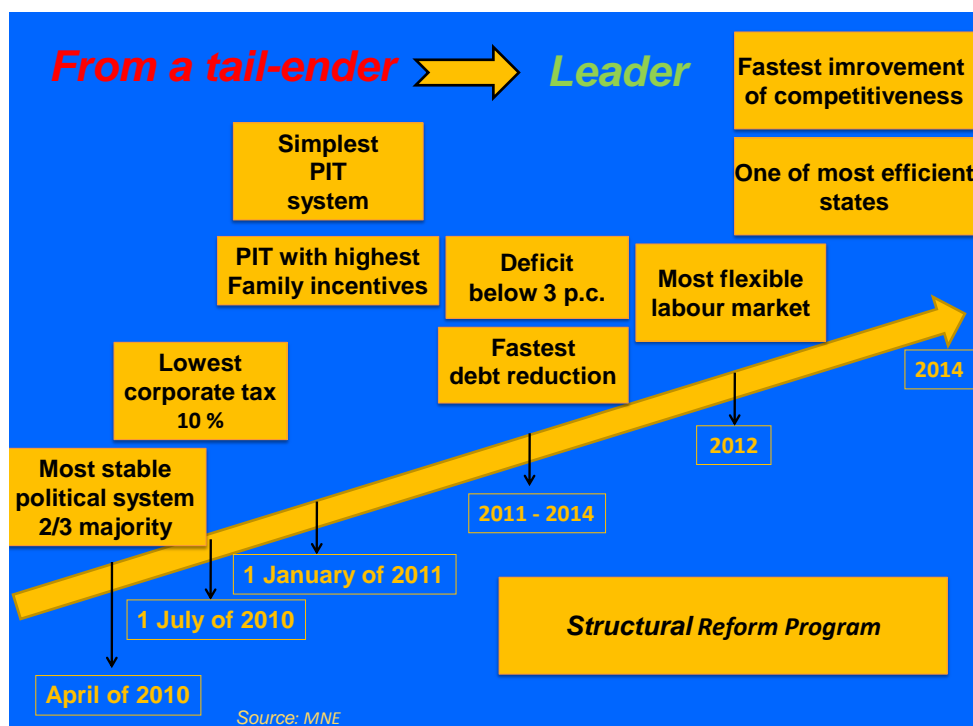 From a tail-ender
Leader
Fastest imrovement
of competitiveness
One of most efficient
states
Simplest
PIT
system
PIT with highest
Family incentives
Deficit
below 3 p.c.
Most flexible
labour market
Fastest
debt reduction
Lowest
corporate tax
10 %
Most stable
political system
2/3 majority
2014
2012
2011 - 2014
1 January of 2011
1 July of 2010
April of 2010
Structural Reform Program
Source: MNE